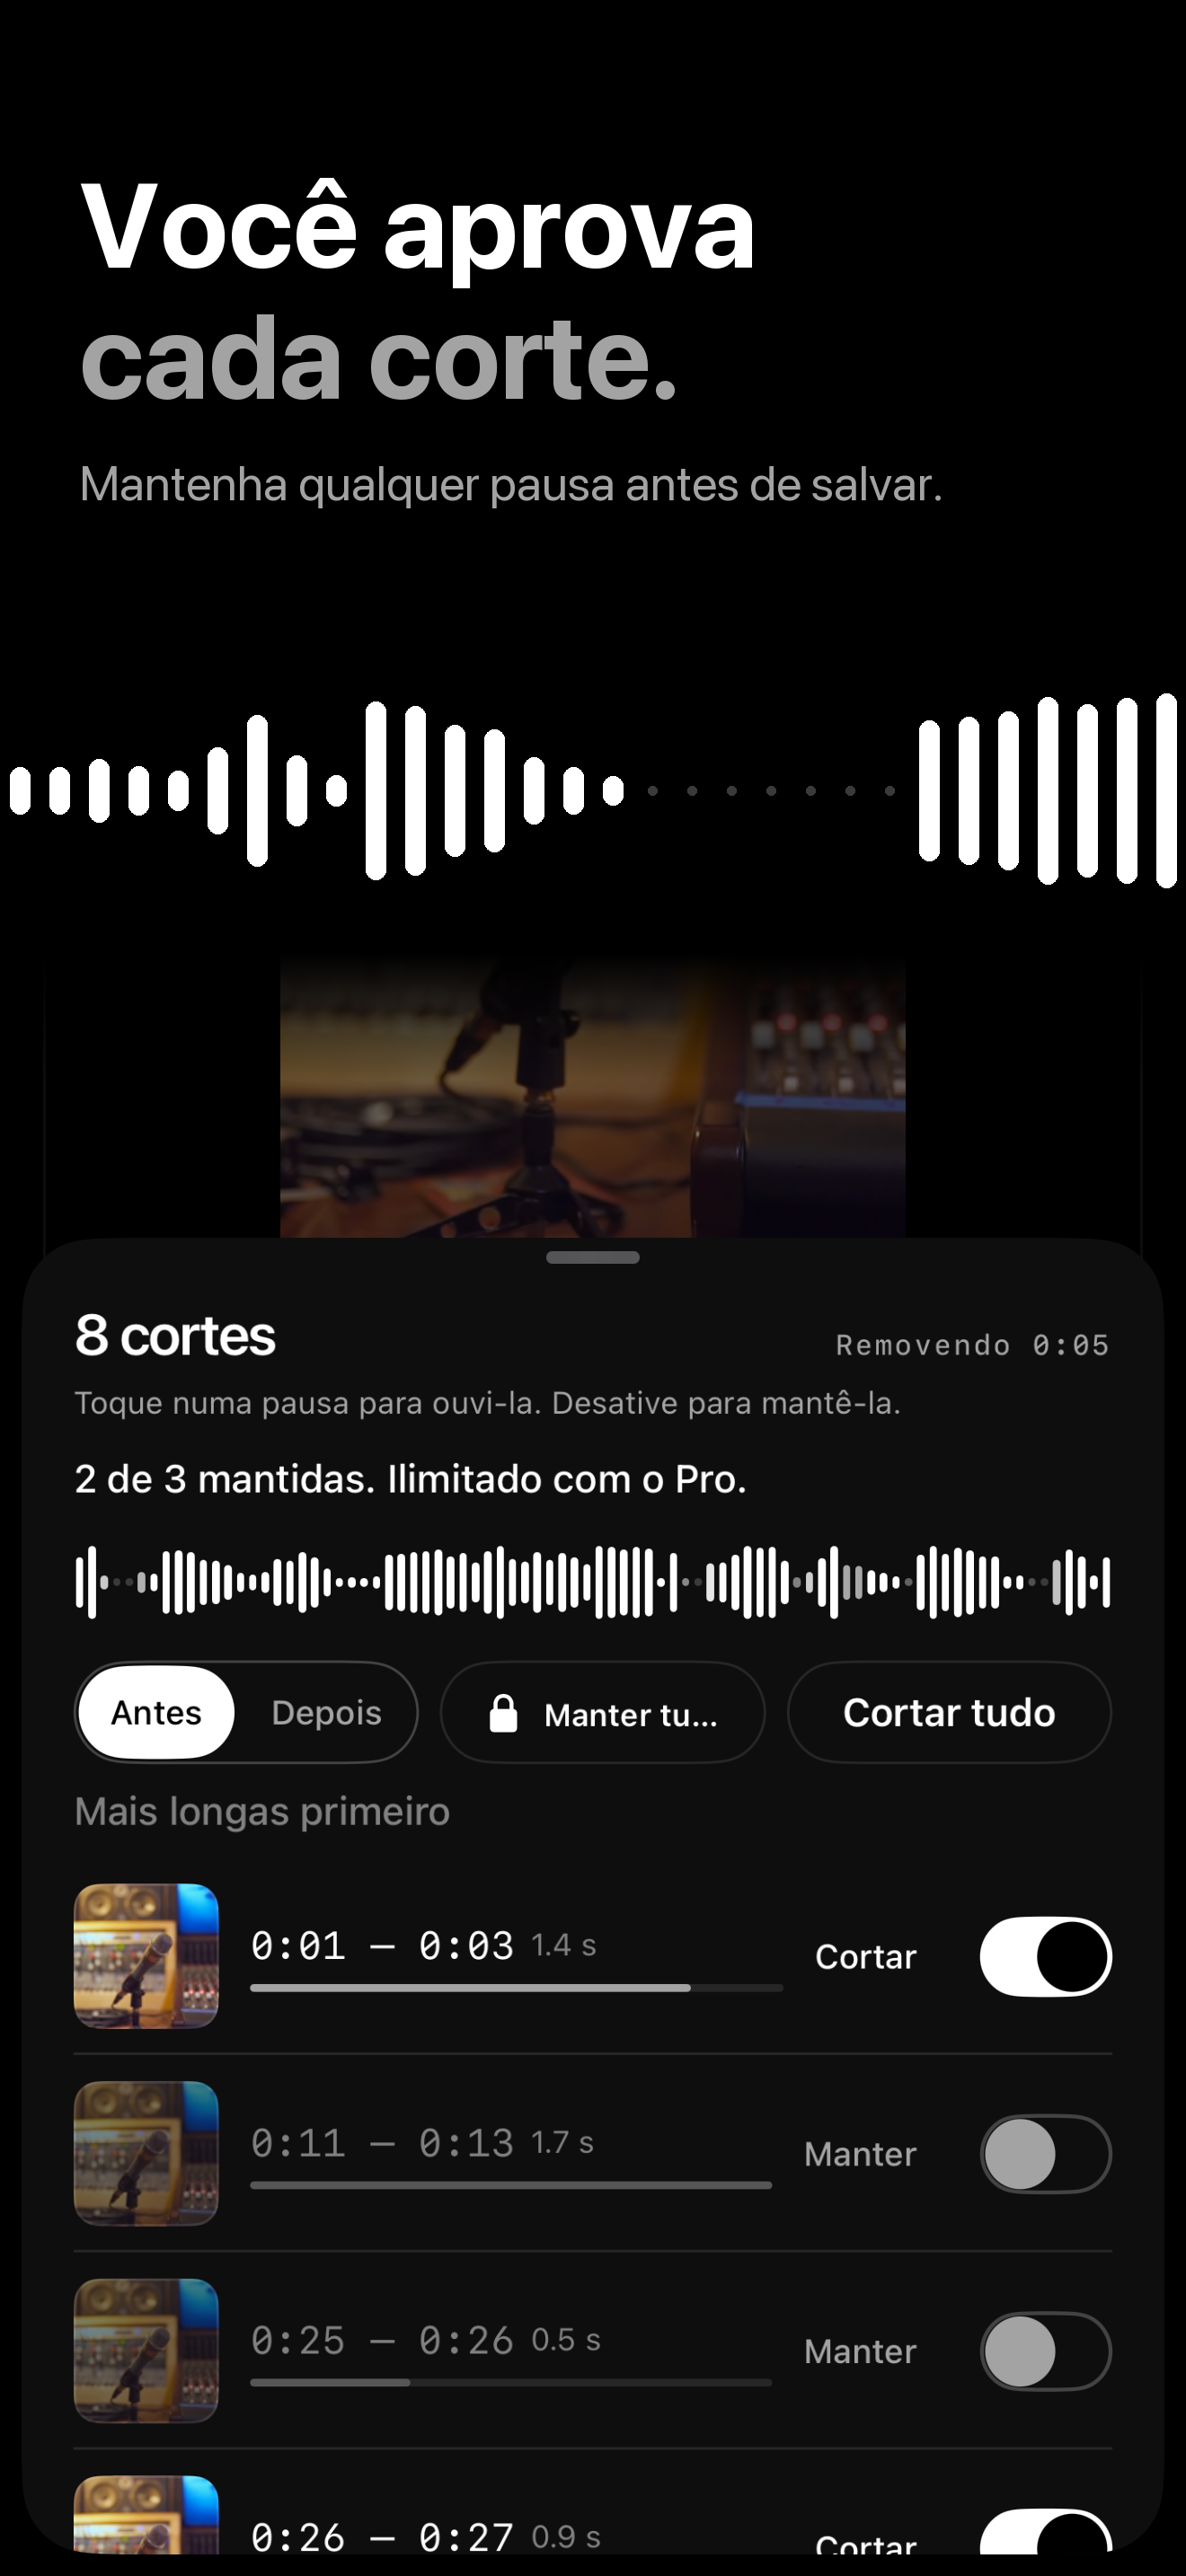 Você aprova
cada corte.
Mantenha qualquer pausa antes de salvar.
8 cortes
Removendo 0:05
Toque numa pausa para ouvi-la. Desative para mantê-la.
2 de 3 mantidas. Ilimitado com o Pro.
Antes Depois Manter tu... Cortar tudo
Mais longas primeiro
0:01 — 0:03 1.4 s Cortar
0:11 — 0:13 1.7 s Manter
0:25 — 0:26 0.5 s Manter
0:26 — 0:27 0.9 s Cortar